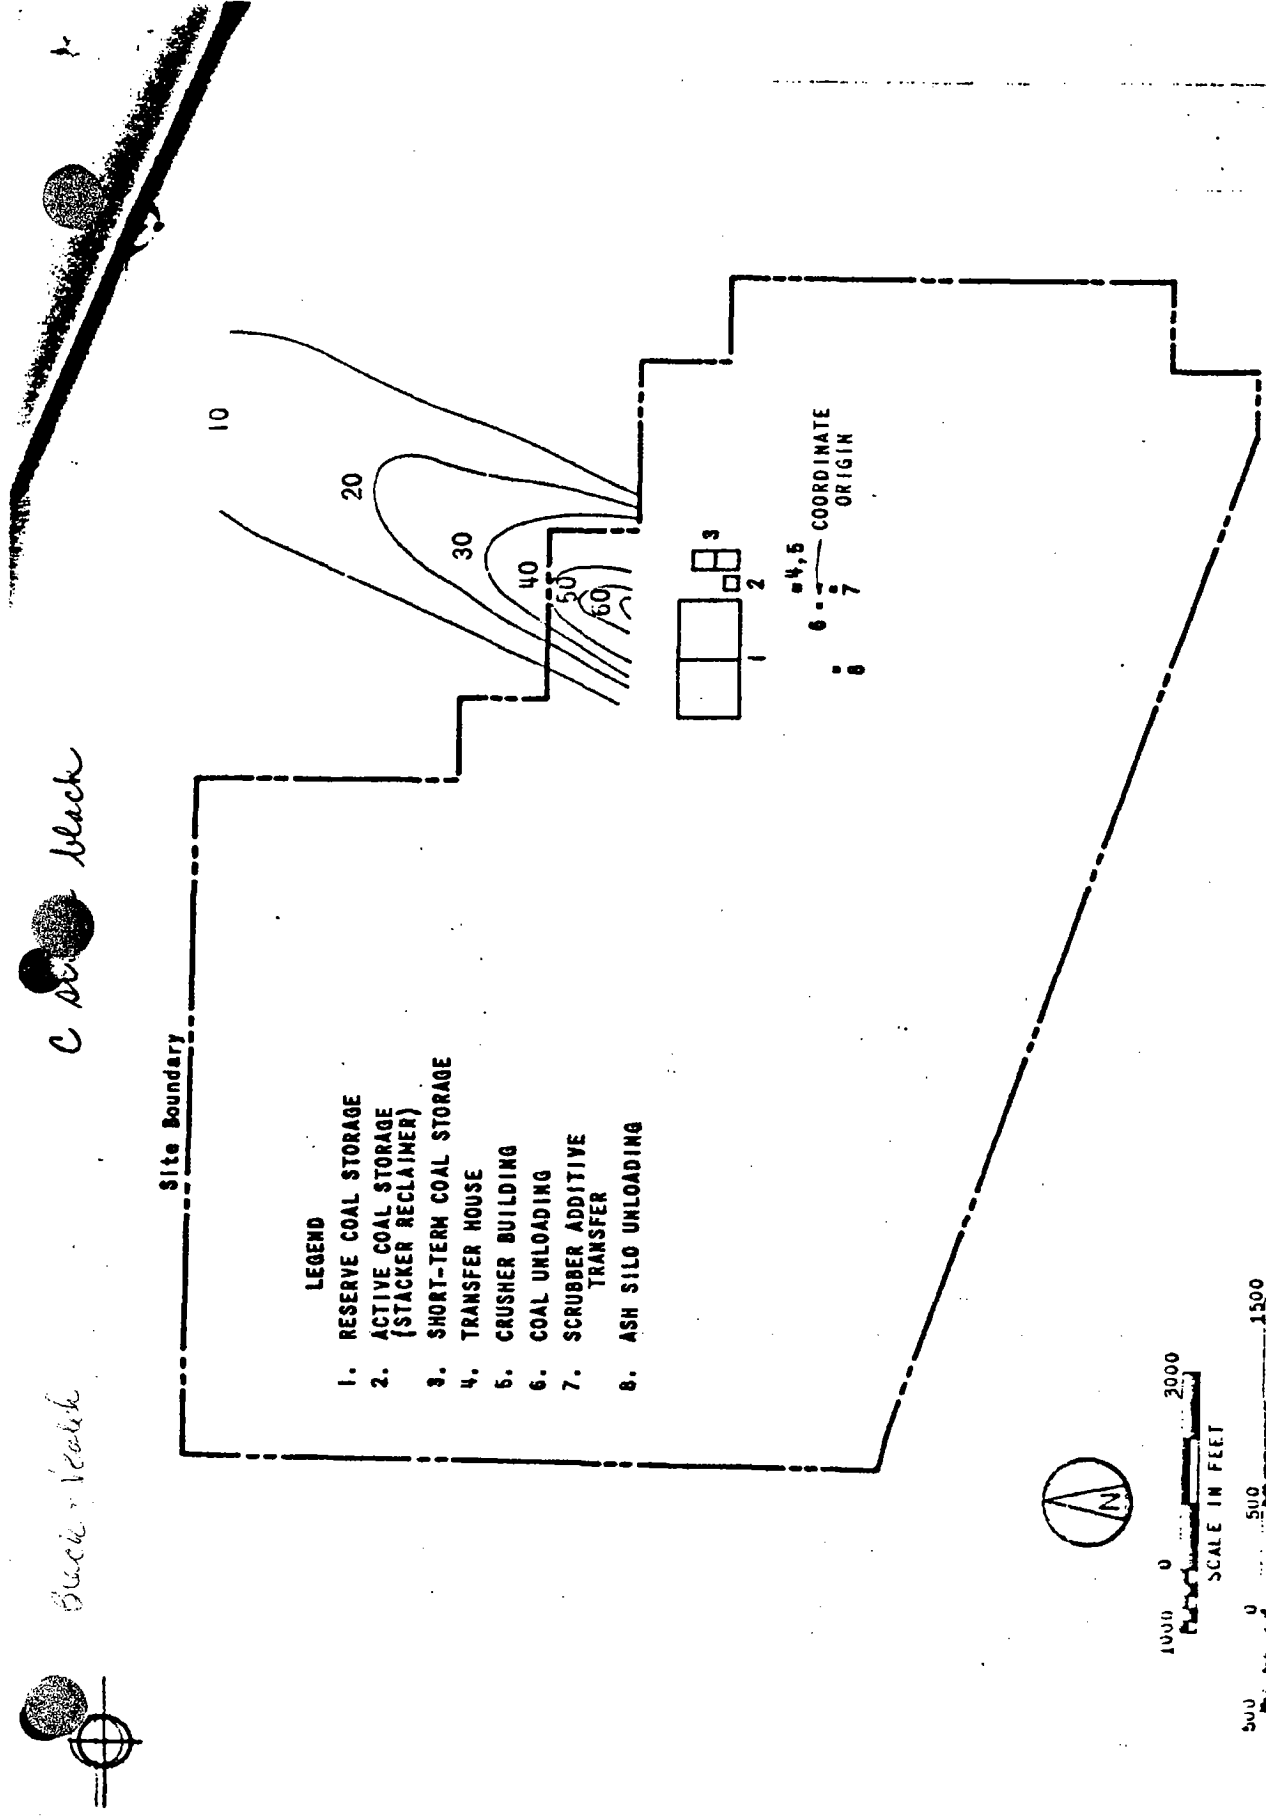 C black
Black & Veatch
Site Boundary
LEGEND
1. RESERVE COAL STORAGE
2. ACTIVE COAL STORAGE
(STACKER RECLAIMER)
3. SHORT-TERM COAL STORAGE
4. TRANSFER HOUSE
5. CRUSHER BUILDING
6. COAL UNLOADING
7. SCRUBBER ADDITIVE
TRANSFER
8. ASH SILO UNLOADING
10
20
30
40
50
60
1
2
3
4,5
6
7
8
COORDINATE
ORIGIN
N
1000 0 3000
SCALE IN FEET
500 0 500 1500